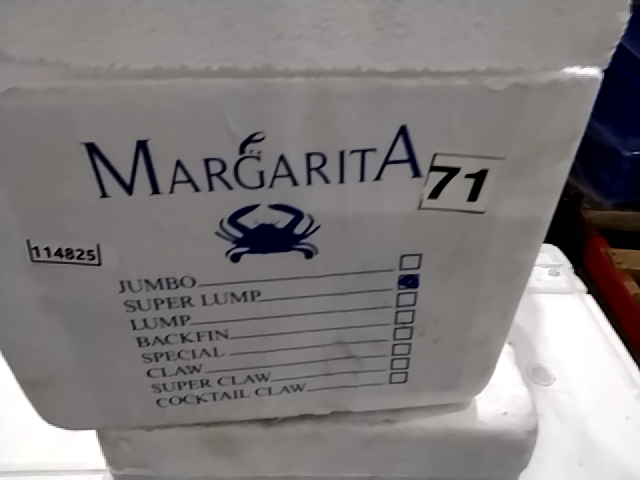 MARGARITA
71
114825
JUMBO
SUPER LUMP
LUMP
BACKFIN
SPECIAL
CLAW
SUPER CLAW
COCKTAIL CLAW